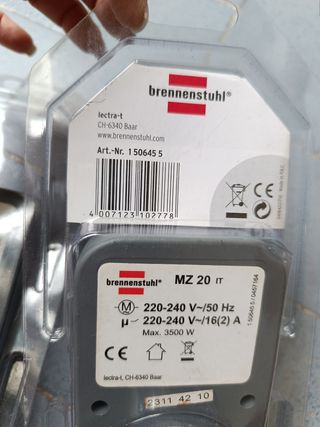 brennenstuhl®
lectra-t
CH-6340 Baar
www.brennenstuhl.com
Art.-Nr. 1 50645 5
4 007123 102778
brennenstuhl®
MZ 20 IT
M 220-240 V~/50 Hz
µ 220-240 V~/16(2) A
Max. 3500 W
CE
lectra-t, CH-6340 Baar
2311 42 10